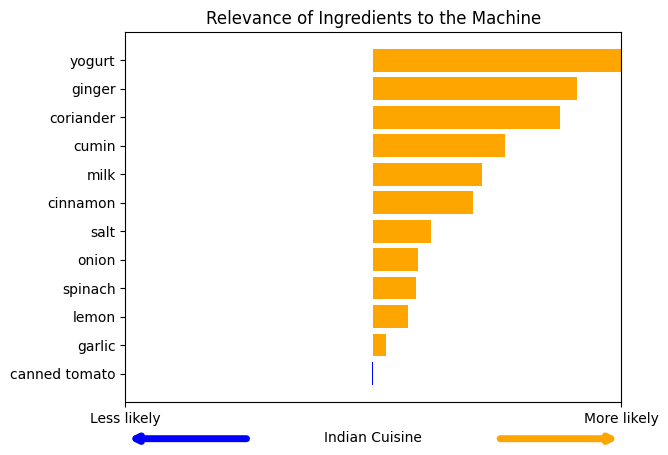 Relevance of Ingredients to the Machine
yogurt
ginger
coriander
cumin
milk
cinnamon
salt
onion
spinach
lemon
garlic
canned tomato
Less likely
More likely
Indian Cuisine